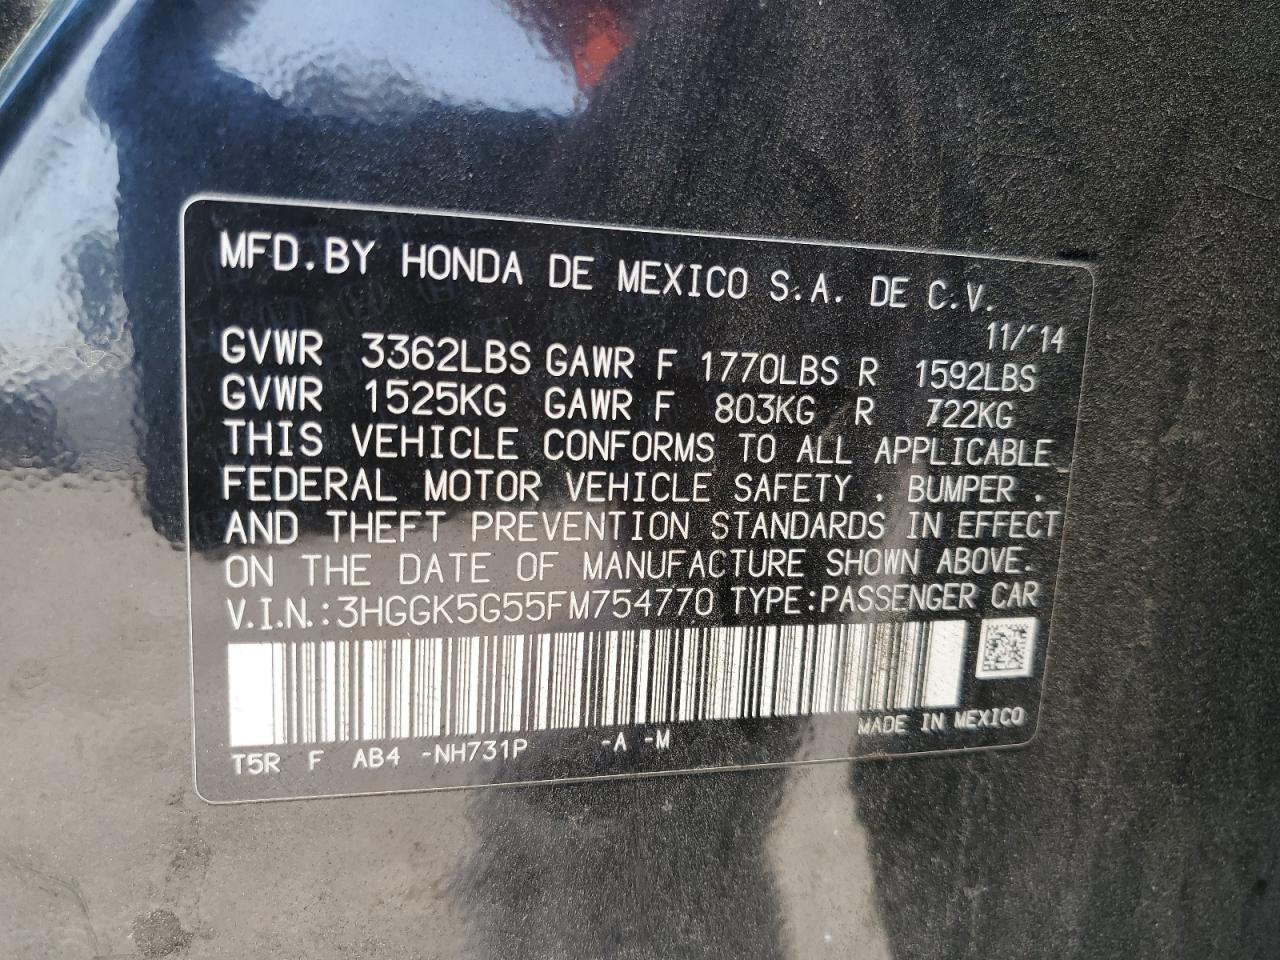 MFD.BY HONDA DE MEXICO S.A. DE C.V.
11/'14
GVWR 3362LBS GAWR F 1770LBS R 1592LBS
GVWR 1525KG GAWR F 803KG R 722KG
THIS VEHICLE CONFORMS TO ALL APPLICABLE
FEDERAL MOTOR VEHICLE SAFETY , BUMPER ,
AND THEFT PREVENTION STANDARDS IN EFFECT
ON THE DATE OF MANUFACTURE SHOWN ABOVE.
V.I.N.:3HGGK5G55FM754770 TYPE:PASSENGER CAR
MADE IN MEXICO
T5R F AB4 -NH731P -A -M